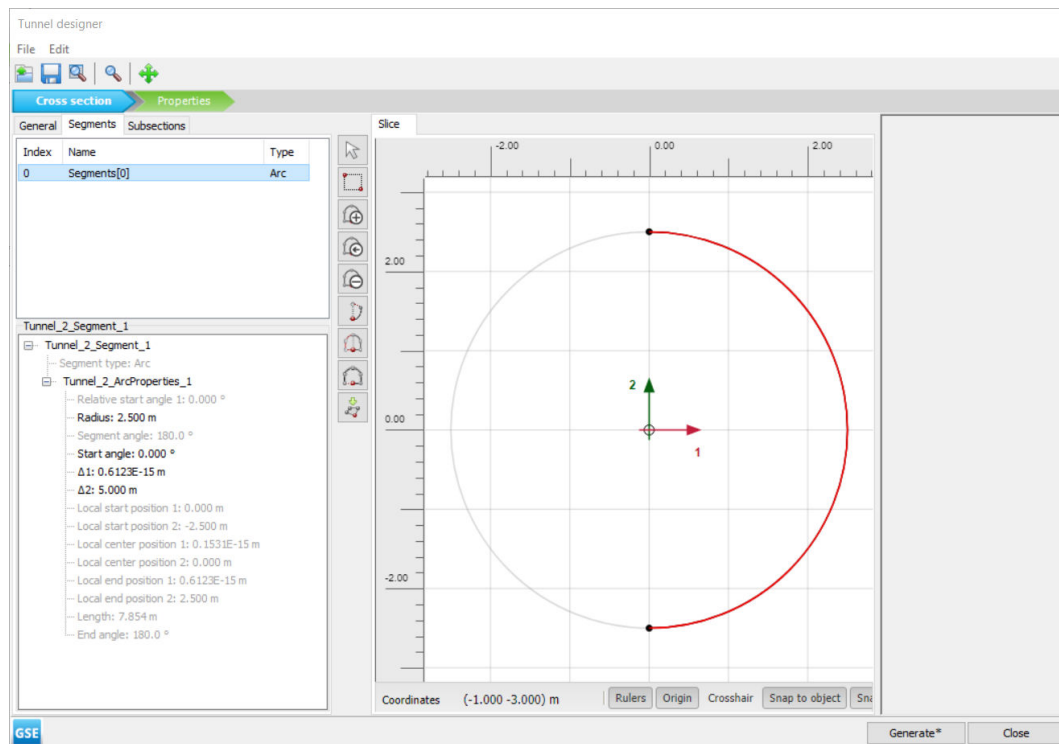 Tunnel designer
File Edit
Cross section Properties
General Segments Subsections
Index Name Type
0 Segments[0] Arc
Tunnel_2_Segment_1
Tunnel_2_Segment_1
Segment type: Arc
Tunnel_2_ArcProperties_1
Relative start angle 1: 0.000 °
Radius: 2.500 m
Segment angle: 180.0 °
Start angle: 0.000 °
Δ1: 0.6123E-15 m
Δ2: 5.000 m
Local start position 1: 0.000 m
Local start position 2: -2.500 m
Local center position 1: 0.1531E-15 m
Local center position 2: 0.000 m
Local end position 1: 0.6123E-15 m
Local end position 2: 2.500 m
Length: 7.854 m
End angle: 180.0 °
Slice
-2.00 0.00 2.00
2.00
0.00
-2.00
2
1
Coordinates (-1.000 -3.000) m Rulers Origin Crosshair Snap to object Sna
GSE Generate* Close